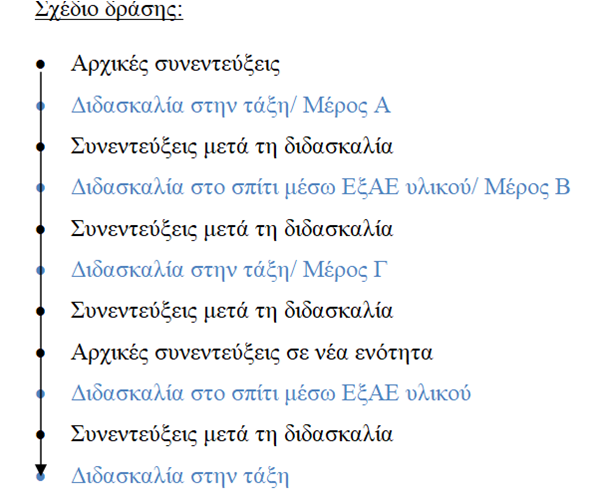 Σχέδιο δράσης:
• Αρχικές συνεντεύξεις
• Διδασκαλία στην τάξη/ Μέρος Α
• Συνεντεύξεις μετά τη διδασκαλία
• Διδασκαλία στο σπίτι μέσω ΕξΑΕ υλικού/ Μέρος Β
• Συνεντεύξεις μετά τη διδασκαλία
• Διδασκαλία στην τάξη/ Μέρος Γ
• Συνεντεύξεις μετά τη διδασκαλία
• Αρχικές συνεντεύξεις σε νέα ενότητα
• Διδασκαλία στο σπίτι μέσω ΕξΑΕ υλικού
• Συνεντεύξεις μετά τη διδασκαλία
• Διδασκαλία στην τάξη